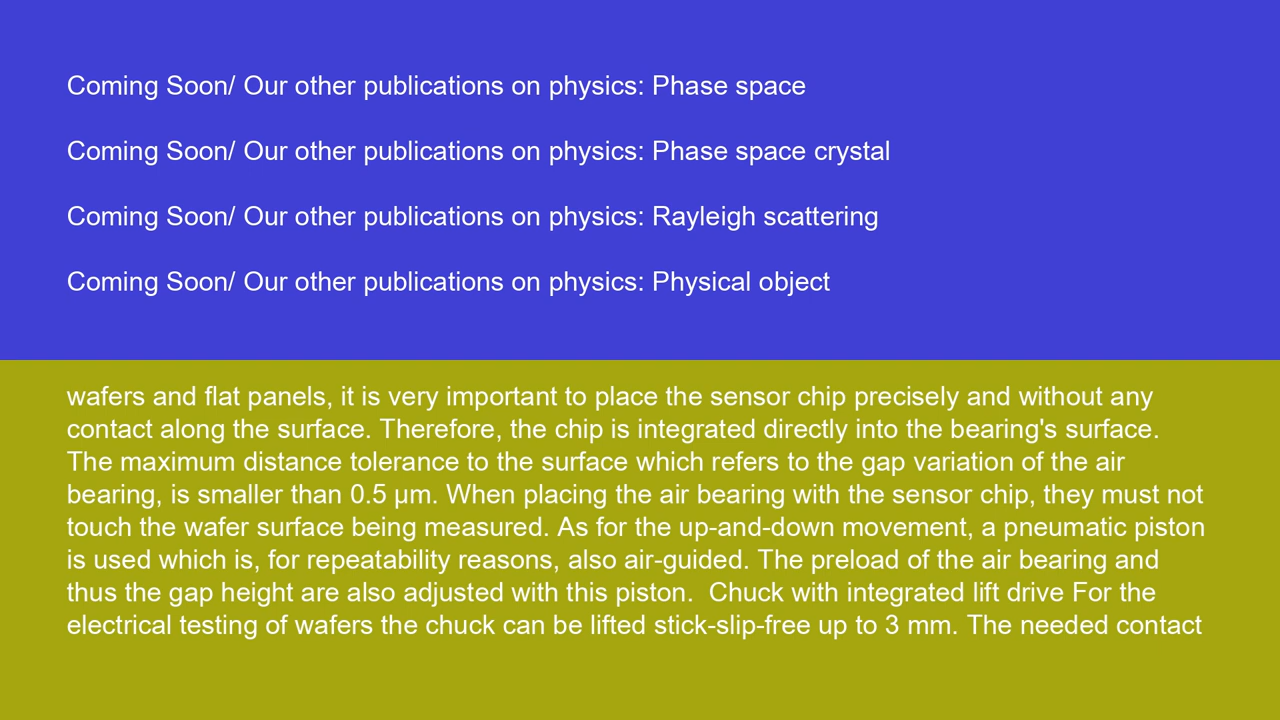 Coming Soon/ Our other publications on physics: Phase space
Coming Soon/ Our other publications on physics: Phase space crystal
Coming Soon/ Our other publications on physics: Rayleigh scattering
Coming Soon/ Our other publications on physics: Physical object
wafers and flat panels, it is very important to place the sensor chip precisely and without any
contact along the surface. Therefore, the chip is integrated directly into the bearing's surface.
The maximum distance tolerance to the surface which refers to the gap variation of the air
bearing, is smaller than 0.5 µm. When placing the air bearing with the sensor chip, they must not
touch the wafer surface being measured. As for the up-and-down movement, a pneumatic piston
is used which is, for repeatability reasons, also air-guided. The preload of the air bearing and
thus the gap height are also adjusted with this piston.  Chuck with integrated lift drive For the
electrical testing of wafers the chuck can be lifted stick-slip-free up to 3 mm. The needed contact